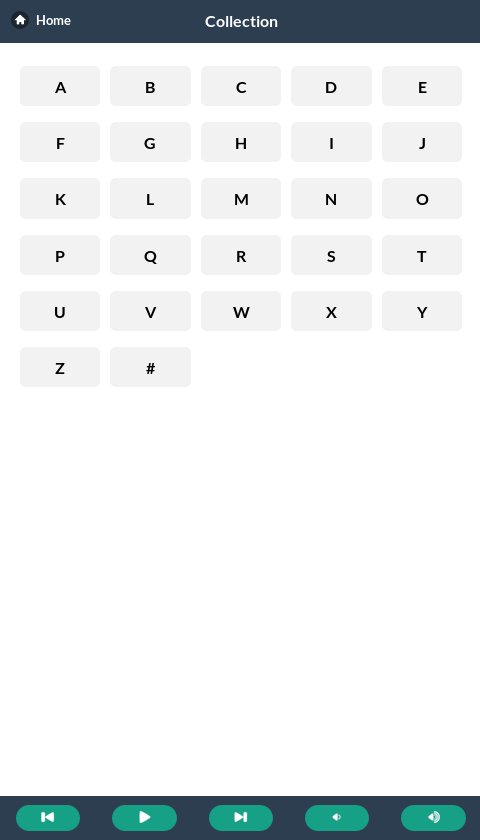 Home Collection
A B C D E
F G H I J
K L M N O
P Q R S T
U V W X Y
Z #